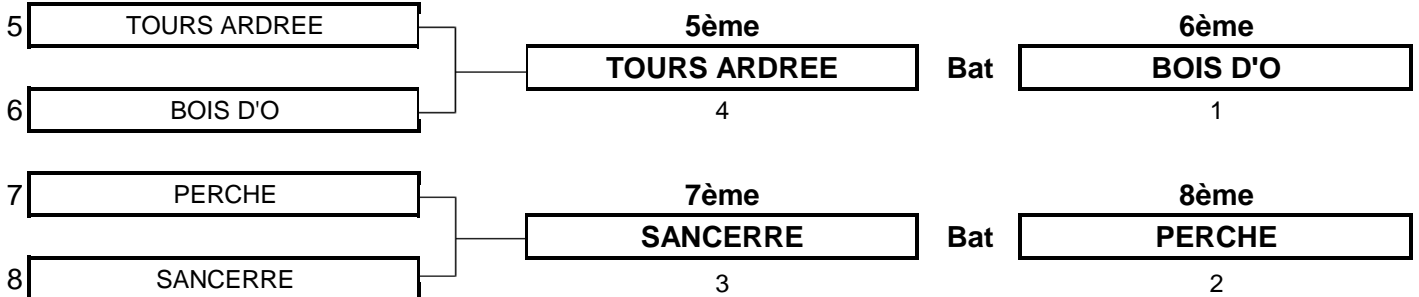 5 TOURS ARDREE 5ème 6ème
TOURS ARDREE Bat BOIS D'O
6 BOIS D'O 4 1
7 PERCHE 7ème 8ème
SANCERRE Bat PERCHE
8 SANCERRE 3 2